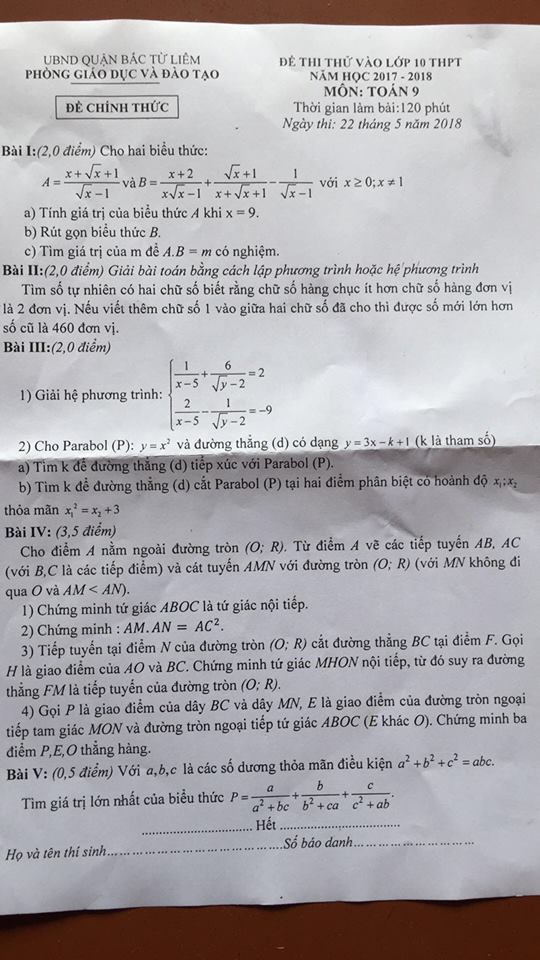 UBND QUẬN BẮC TỪ LIÊM
PHÒNG GIÁO DỤC VÀ ĐÀO TẠO
ĐỀ CHÍNH THỨC
ĐỀ THI THỬ VÀO LỚP 10 THPT
NĂM HỌC 2017 - 2018
MÔN: TOÁN 9
Thời gian làm bài:120 phút
Ngày thi: 22 tháng 5 năm 2018
Bài I:(2,0 điểm) Cho hai biểu thức:
A = (x + √x + 1)/(√x − 1) và B = (x + 2)/(x√x − 1) + (√x + 1)/(x + √x + 1) − 1/(√x − 1) với x ≥ 0; x ≠ 1
a) Tính giá trị của biểu thức A khi x = 9.
b) Rút gọn biểu thức B.
c) Tìm giá trị của m để A.B = m có nghiệm.
Bài II:(2,0 điểm) Giải bài toán bằng cách lập phương trình hoặc hệ phương trình
Tìm số tự nhiên có hai chữ số biết rằng chữ số hàng chục ít hơn chữ số hàng đơn vị
là 2 đơn vị. Nếu viết thêm chữ số 1 vào giữa hai chữ số đã cho thì được số mới lớn hơn
số cũ là 460 đơn vị.
Bài III:(2,0 điểm)
1) Giải hệ phương trình: { 1/(x − 5) + 6/(√y − 2) = 2
2/(x − 5) − 1/(√y − 2) = −9
2) Cho Parabol (P): y = x² và đường thẳng (d) có dạng y = 3x − k + 1 (k là tham số)
a) Tìm k để đường thẳng (d) tiếp xúc với Parabol (P).
b) Tìm k để đường thẳng (d) cắt Parabol (P) tại hai điểm phân biệt có hoành độ x₁; x₂
thỏa mãn x₁² = x₂ + 3
Bài IV: (3,5 điểm)
Cho điểm A nằm ngoài đường tròn (O; R). Từ điểm A vẽ các tiếp tuyến AB, AC
(với B,C là các tiếp điểm) và cát tuyến AMN với đường tròn (O; R) (với MN không đi
qua O và AM < AN).
1) Chứng minh tứ giác ABOC là tứ giác nội tiếp.
2) Chứng minh : AM. AN = AC².
3) Tiếp tuyến tại điểm N của đường tròn (O; R) cắt đường thẳng BC tại điểm F. Gọi
H là giao điểm của AO và BC. Chứng minh tứ giác MHON nội tiếp, từ đó suy ra đường
thẳng FM là tiếp tuyến của đường tròn (O; R).
4) Gọi P là giao điểm của dây BC và dây MN, E là giao điểm của đường tròn ngoại
tiếp tam giác MON và đường tròn ngoại tiếp tứ giác ABOC (E khác O). Chứng minh ba
điểm P,E,O thẳng hàng.
Bài V: (0,5 điểm) Với a,b,c là các số dương thỏa mãn điều kiện a² + b² + c² = abc.
Tìm giá trị lớn nhất của biểu thức P = a/(a² + bc) + b/(b² + ca) + c/(c² + ab).
................................. Hết ....................................
Họ và tên thí sinh................................................Số báo danh....................................